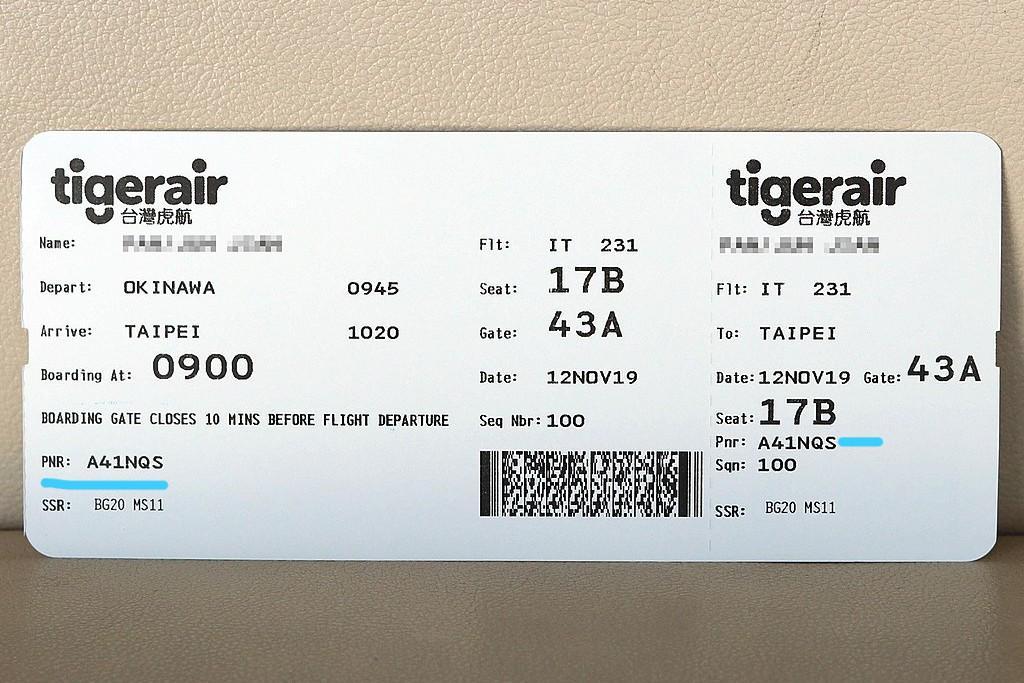 tigerair
台灣虎航
Name:
Depart: OKINAWA 0945
Arrive: TAIPEI 1020
Boarding At: 0900
BOARDING GATE CLOSES 10 MINS BEFORE FLIGHT DEPARTURE
PNR: A41NQS
SSR: BG20 MS11
Flt: IT 231
Seat: 17B
Gate: 43A
Date: 12NOV19
Seq Nbr: 100
tigerair
台灣虎航
Flt: IT 231
To: TAIPEI
Date: 12NOV19 Gate: 43A
Seat: 17B
Pnr: A41NQS
Sqn: 100
SSR: BG20 MS11